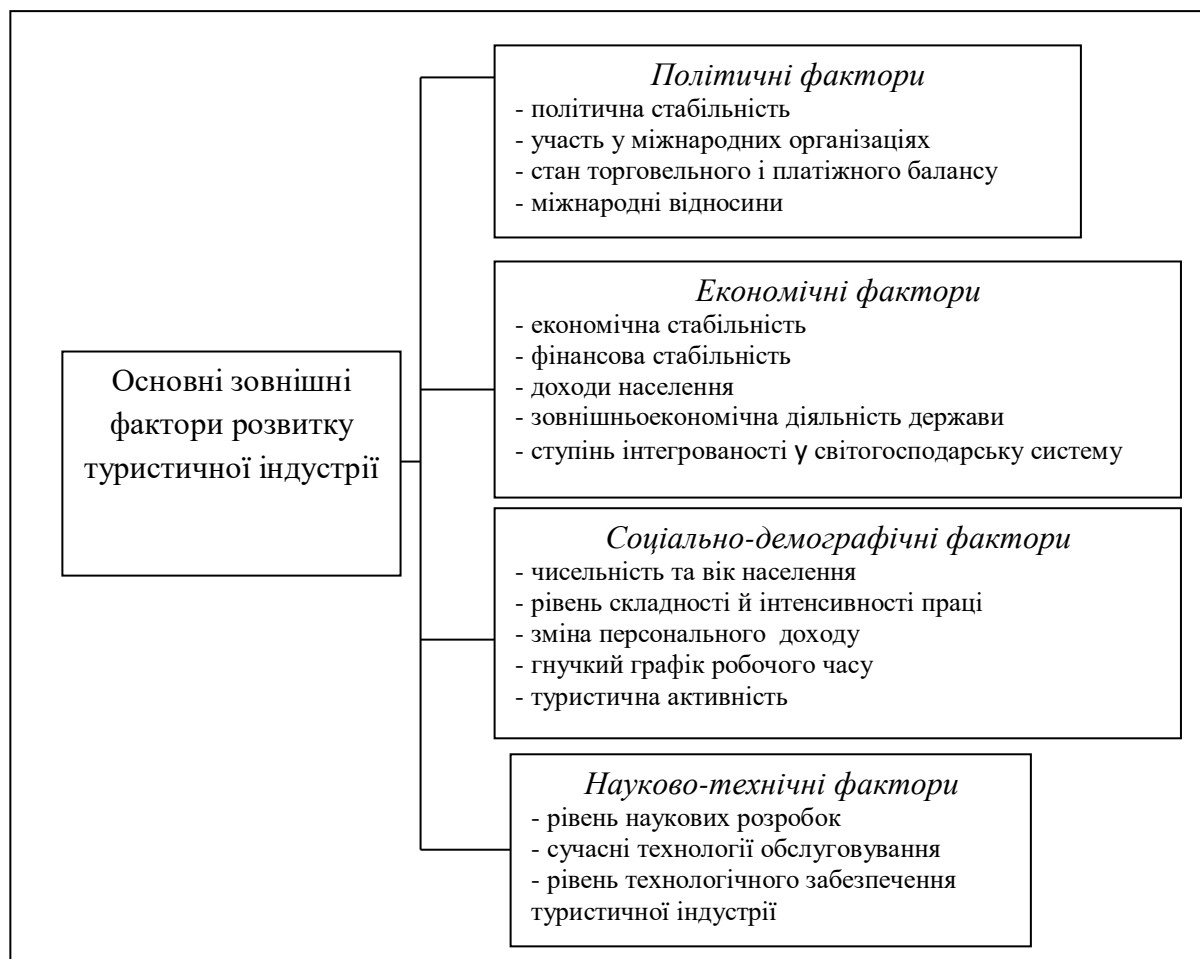 Основні зовнішні
фактори розвитку
туристичної індустрії
Політичні фактори
- політична стабільність
- участь у міжнародних організаціях
- стан торговельного і платіжного балансу
- міжнародні відносини
Економічні фактори
- економічна стабільність
- фінансова стабільність
- доходи населення
- зовнішньоекономічна діяльність держави
- ступінь інтегрованості у світогосподарську систему
Соціально-демографічні фактори
- чисельність та вік населення
- рівень складності й інтенсивності праці
- зміна персонального  доходу
- гнучкий графік робочого часу
- туристична активність
Науково-технічні фактори
- рівень наукових розробок
- сучасні технології обслуговування
- рівень технологічного забезпечення
туристичної індустрії